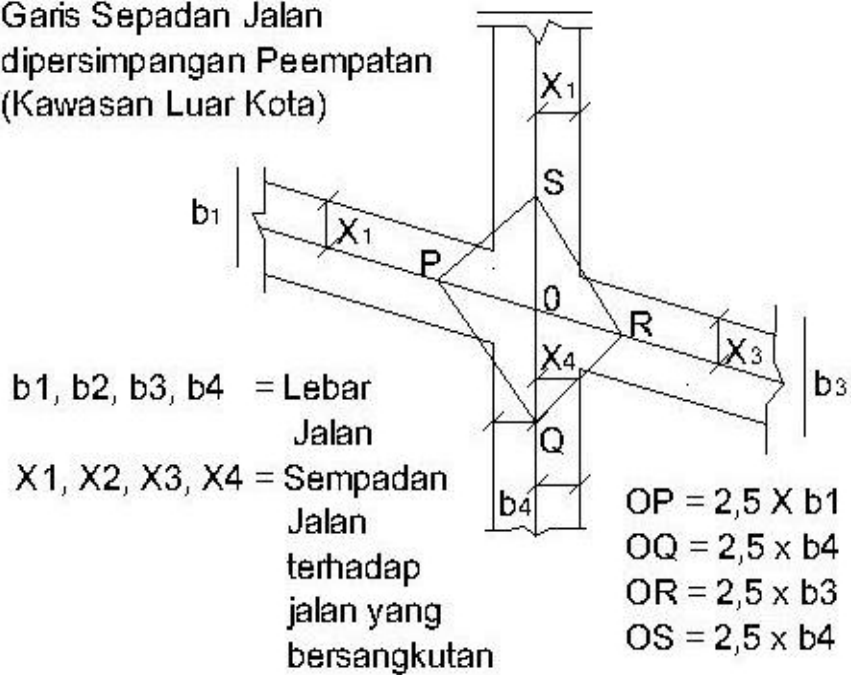 Garis Sepadan Jalan
dipersimpangan Peempatan
(Kawasan Luar Kota)
X1
S
b1
X1
P
0
R
X4
X3
b3
b1, b2, b3, b4 = Lebar
Jalan
Q
X1, X2, X3, X4 = Sempadan
Jalan
terhadap
jalan yang
bersangkutan
b4
OP = 2,5 X b1
OQ = 2,5 x b4
OR = 2,5 x b3
OS = 2,5 x b4